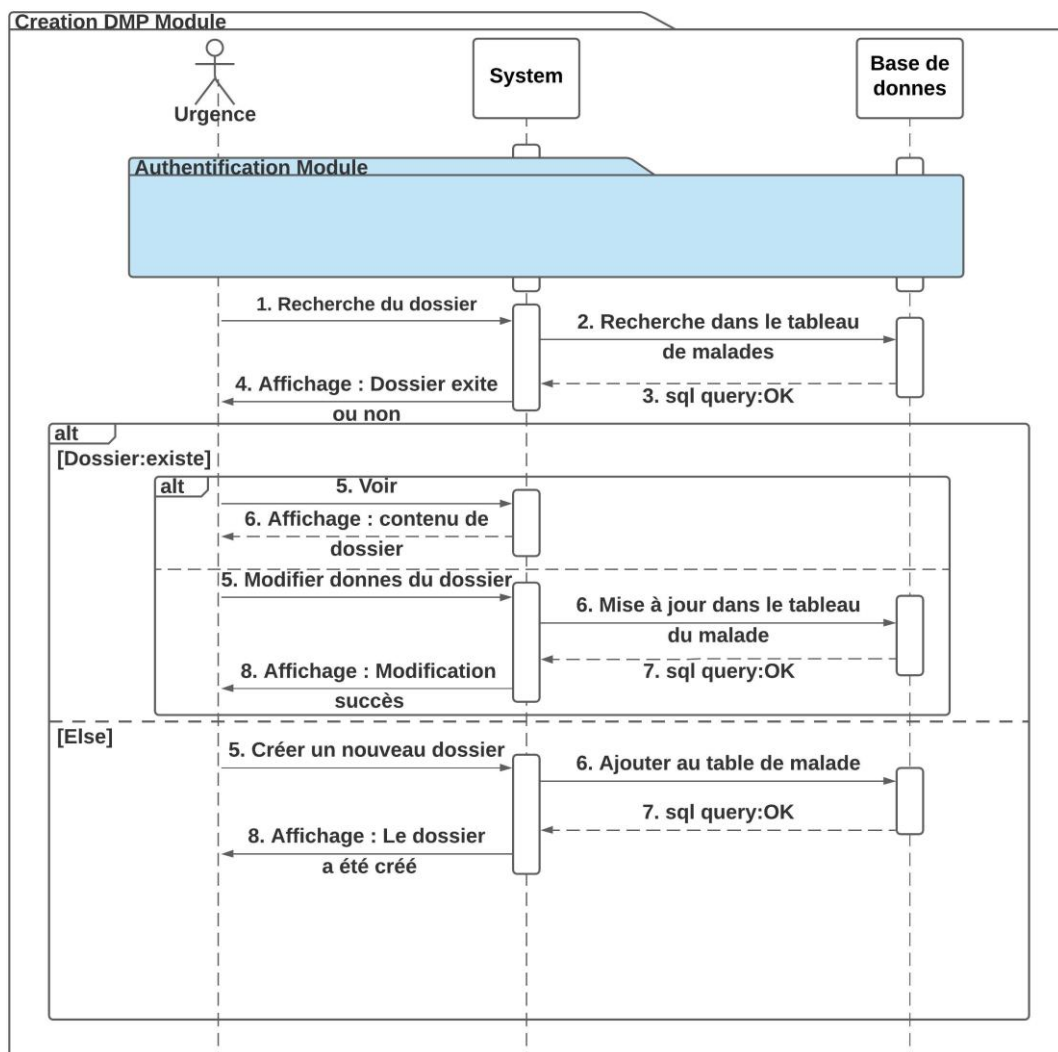 Creation DMP Module
Urgence
System
Base de
donnes
Authentification Module
1. Recherche du dossier
2. Recherche dans le tableau
de malades
3. sql query:OK
4. Affichage : Dossier exite
ou non
alt
[Dossier:existe]
alt
5. Voir
6. Affichage : contenu de
dossier
5. Modifier donnes du dossier
6. Mise à jour dans le tableau
du malade
7. sql query:OK
8. Affichage : Modification
succès
[Else]
5. Créer un nouveau dossier
6. Ajouter au table de malade
7. sql query:OK
8. Affichage : Le dossier
a été créé